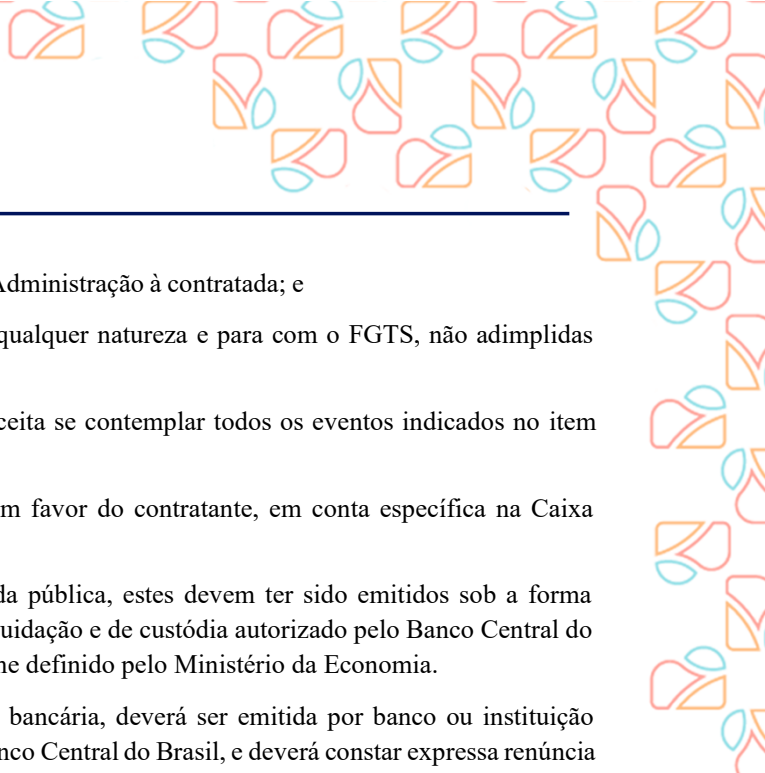 Administração à contratada; e
qualquer natureza e para com o FGTS, não adimplidas
ceita se contemplar todos os eventos indicados no item
m favor do contratante, em conta específica na Caixa
da pública, estes devem ter sido emitidos sob a forma
uidação e de custódia autorizado pelo Banco Central do
ne definido pelo Ministério da Economia.
bancária, deverá ser emitida por banco ou instituição
nco Central do Brasil, e deverá constar expressa renúncia